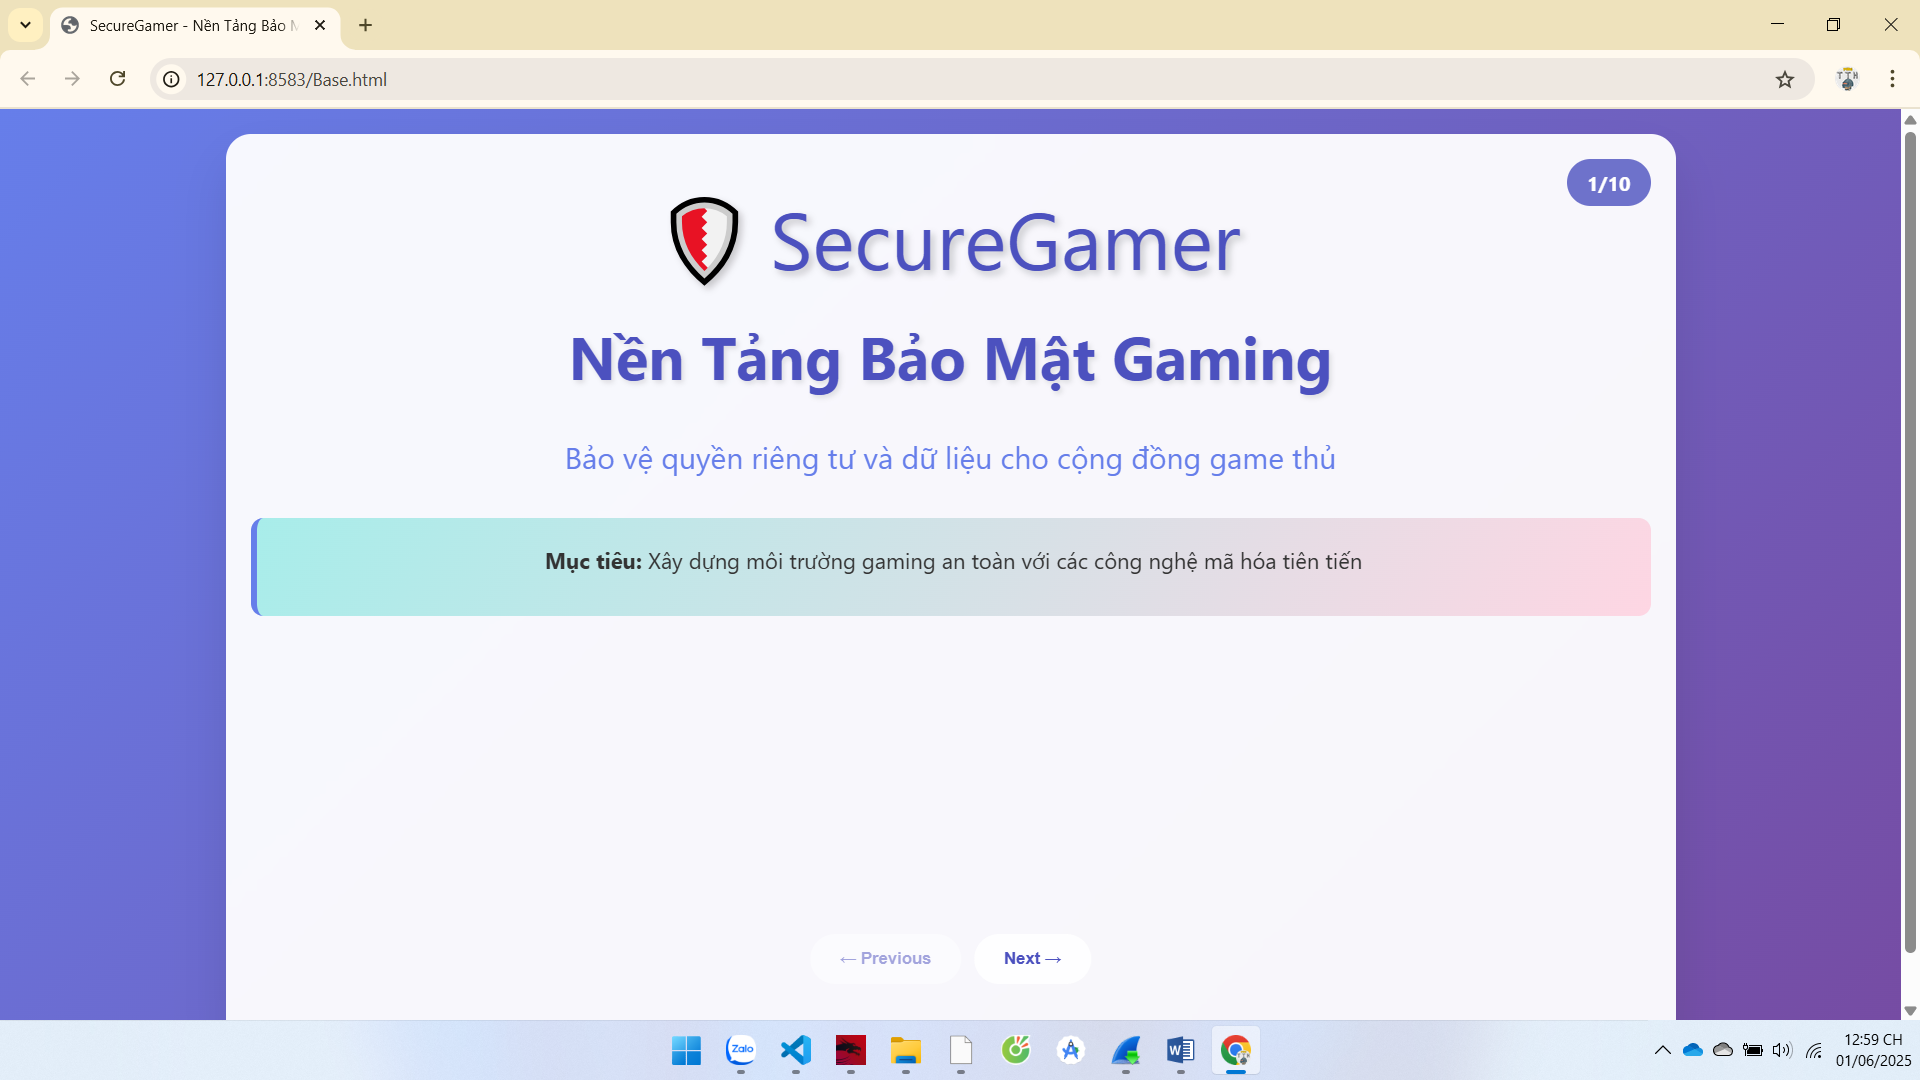 SecureGamer - Nền Tảng Bảo M
127.0.0.1:8583/Base.html
TTH
1/10
SecureGamer
Nền Tảng Bảo Mật Gaming
Bảo vệ quyền riêng tư và dữ liệu cho cộng đồng game thủ
Mục tiêu: Xây dựng môi trường gaming an toàn với các công nghệ mã hóa tiên tiến
← Previous
Next →
Zalo
12:59 CH
01/06/2025